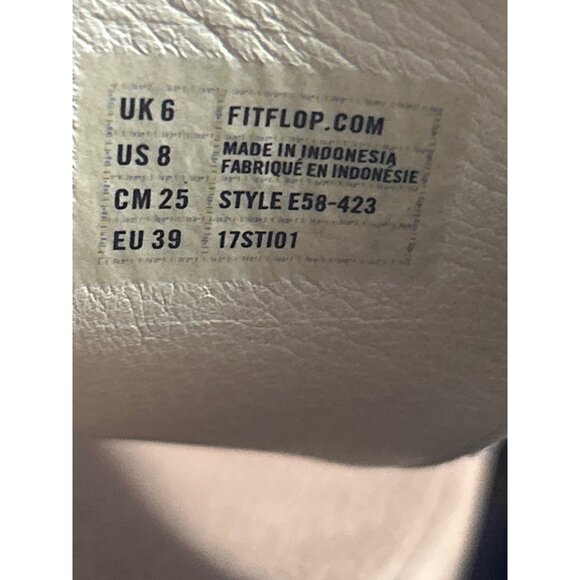 UK 6
US 8
CM 25
EU 39
FITFLOP.COM
MADE IN INDONESIA
FABRIQUÉ EN INDONÉSIE
STYLE E58-423
17STI01